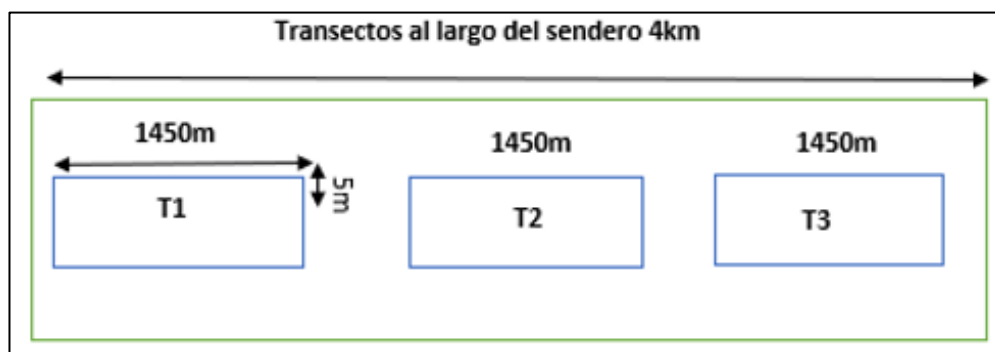 Transectos al largo del sendero 4km
1450m
1450m
1450m
5m
T1
T2
T3